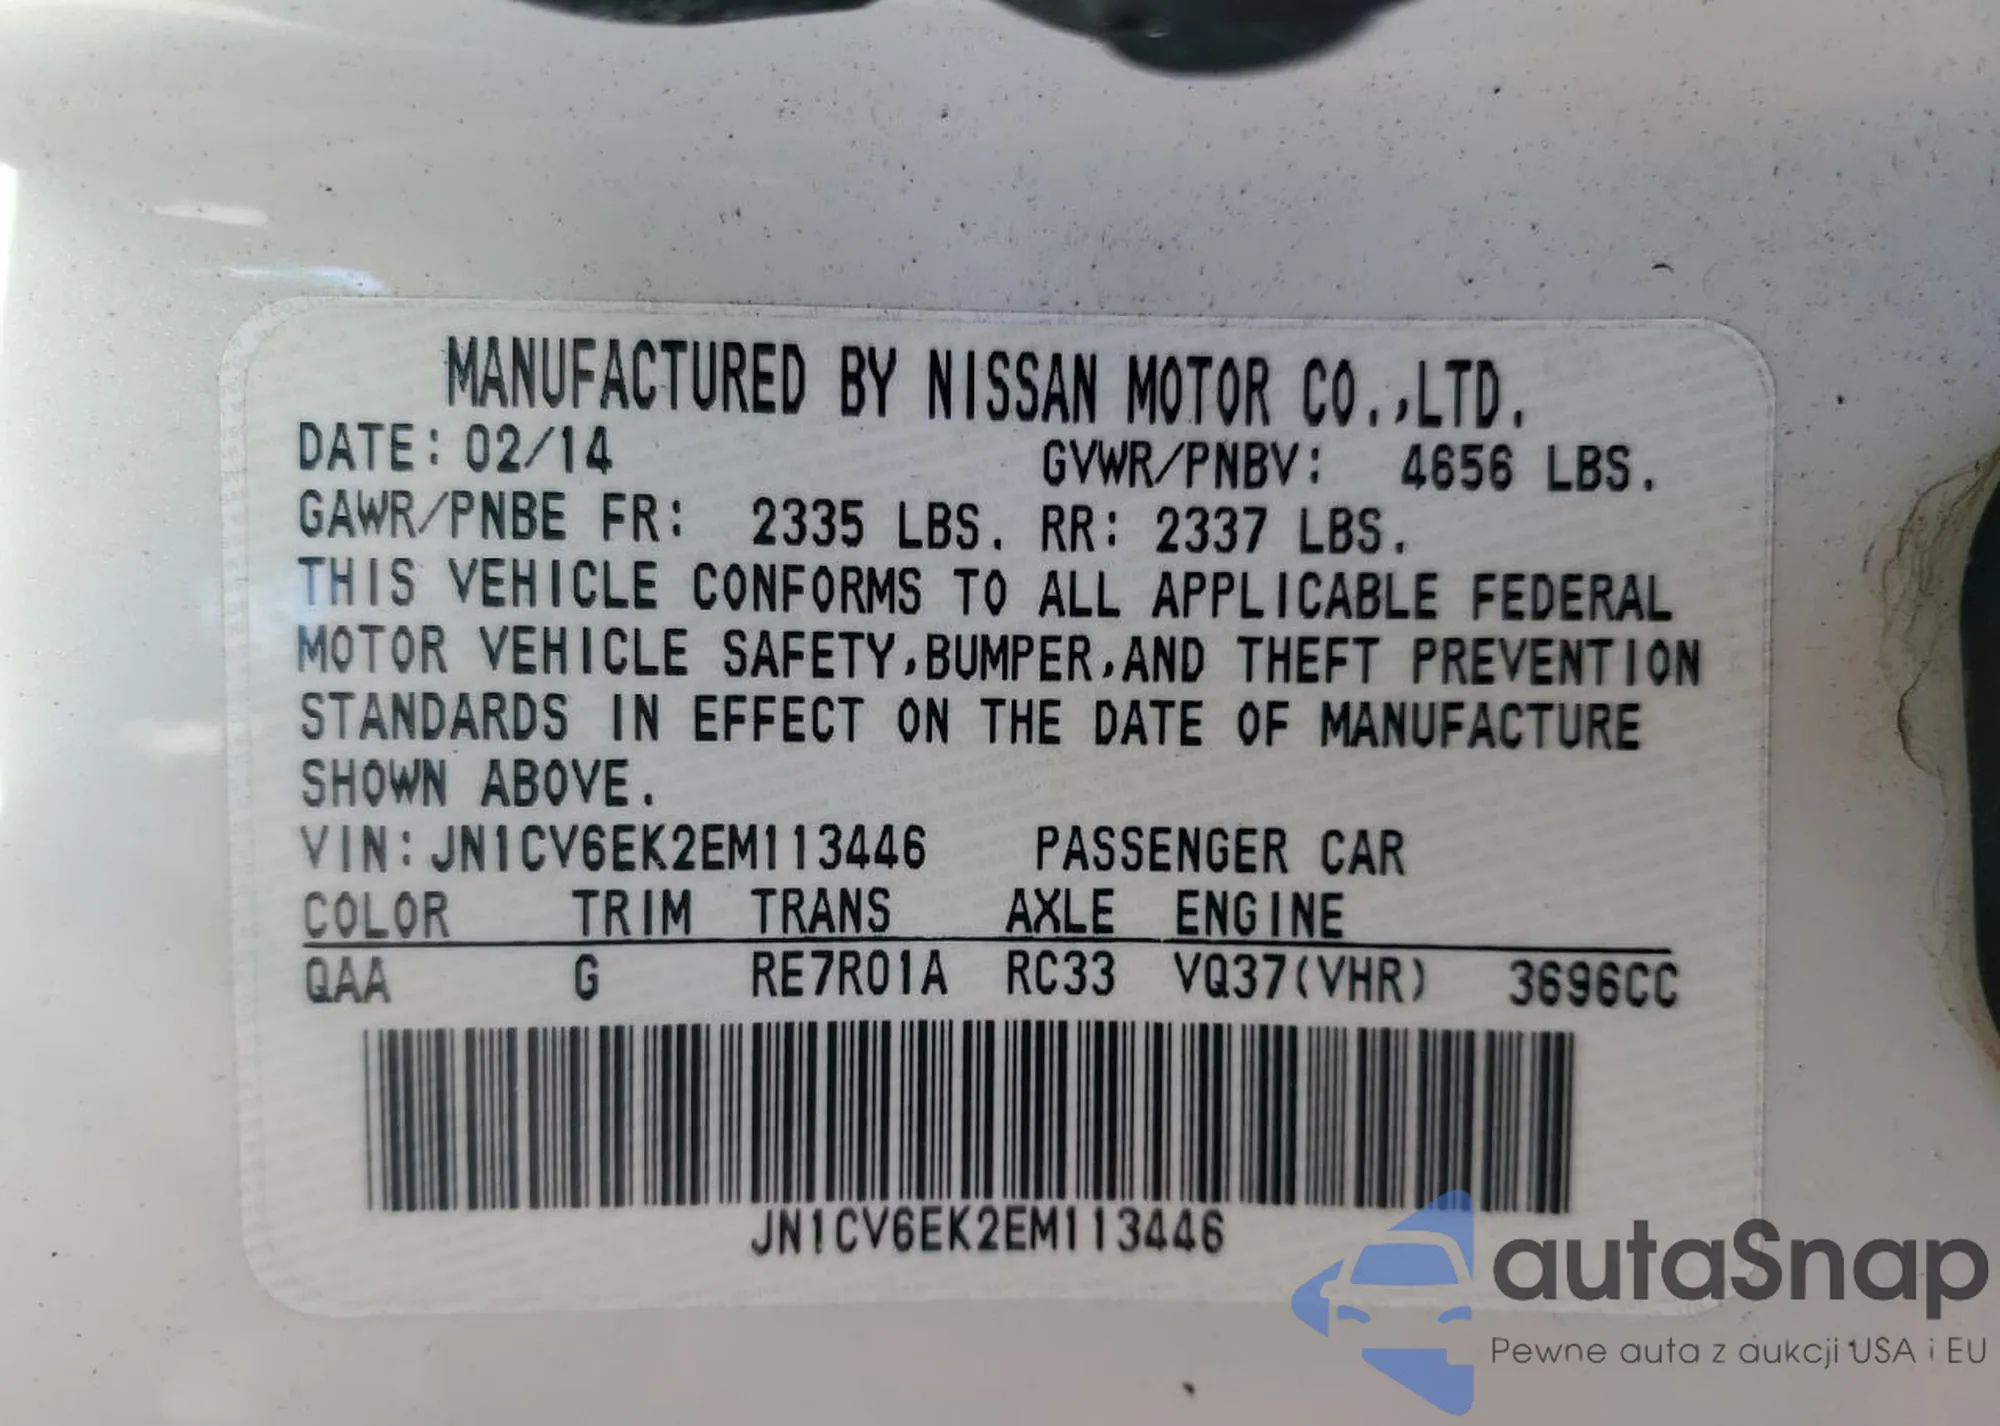 MANUFACTURED BY NISSAN MOTOR CO.,LTD.
DATE: 02/14 GVWR/PNBV: 4656 LBS.
GAWR/PNBE FR: 2335 LBS. RR: 2337 LBS.
THIS VEHICLE CONFORMS TO ALL APPLICABLE FEDERAL
MOTOR VEHICLE SAFETY,BUMPER,AND THEFT PREVENTION
STANDARDS IN EFFECT ON THE DATE OF MANUFACTURE
SHOWN ABOVE.
VIN:JN1CV6EK2EM113446 PASSENGER CAR
COLOR TRIM TRANS AXLE ENGINE
QAA G RE7R01A RC33 VQ37(VHR) 3696CC
JN1CV6EK2EM113446
autaSnap
Pewne auta z aukcji USA i EU